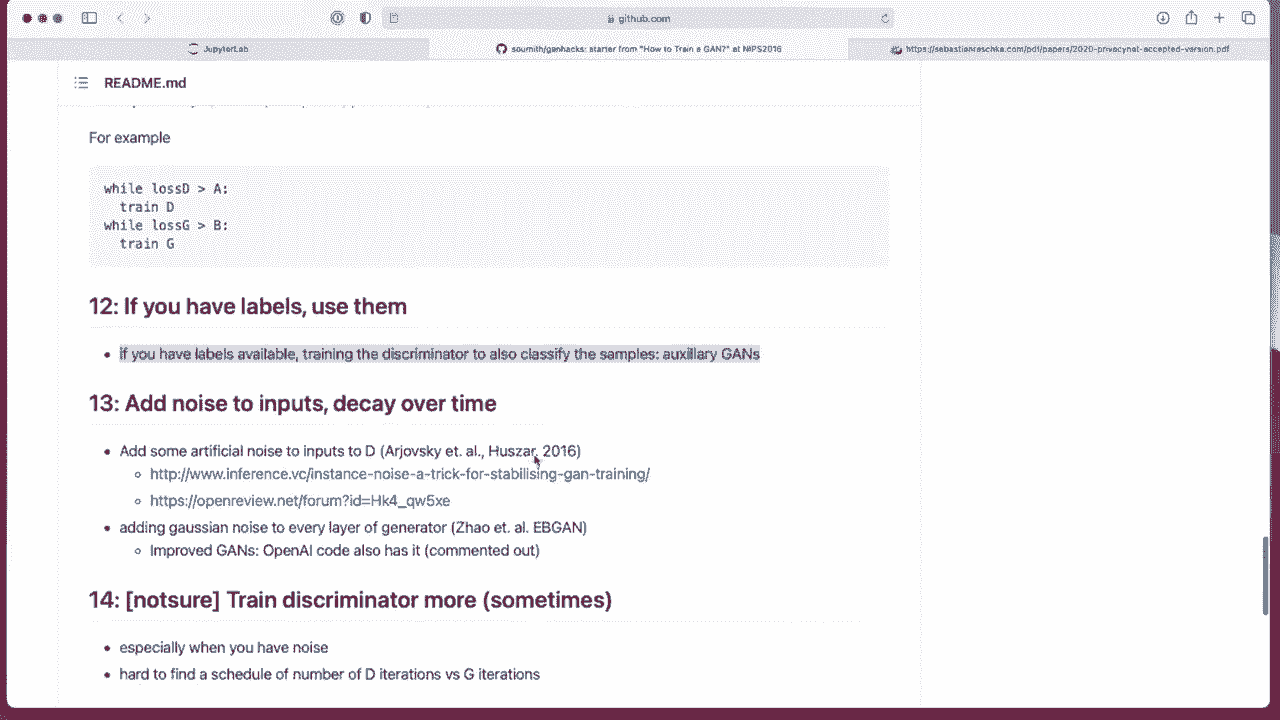 github.com
JupyterLab
soumith/ganhacks: starter from "How to Train a GAN?" at NIPS2016
https://sebastianraschka.com/pdf/papers/2020-privacynet-accepted-version.pdf
README.md
For example
while lossD > A:
train D
while lossG > B:
train G
12: If you have labels, use them
If you have labels available, training the discriminator to also classify the samples: auxillary GANs
13: Add noise to inputs, decay over time
Add some artificial noise to inputs to D (Arjovsky et. al., Huszar, 2016)
http://www.inference.vc/instance-noise-a-trick-for-stabilising-gan-training/
https://openreview.net/forum?id=Hk4_qw5xe
adding gaussian noise to every layer of generator (Zhao et. al. EBGAN)
Improved GANs: OpenAI code also has it (commented out)
14: [notsure] Train discriminator more (sometimes)
especially when you have noise
hard to find a schedule of number of D iterations vs G iterations